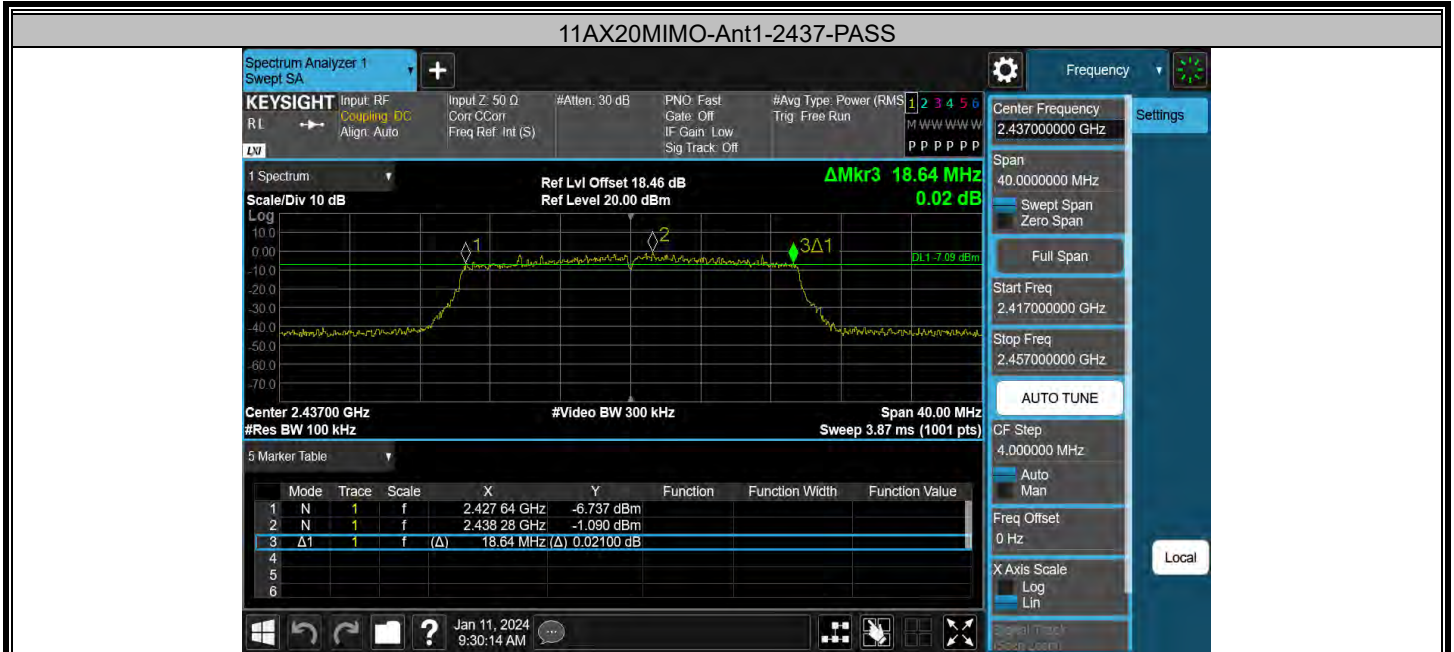 11AX20MIMO-Ant1-2437-PASS
Spectrum Analyzer 1
Swept SA
Frequency
KEYSIGHT
RL
LXI
Input: RF
Coupling: DC
Align: Auto
Input Z: 50 Ω
Corr CCorr
Freq Ref: Int (S)
#Atten: 30 dB
PNO: Fast
Gate: Off
IF Gain: Low
Sig Track: Off
#Avg Type: Power (RMS
Trig: Free Run
1 2 3 4 5 6
M W W W W W
P P P P P P
Center Frequency
2.437000000 GHz
Settings
1 Spectrum
Ref Lvl Offset 18.46 dB
ΔMkr3 18.64 MHz
Scale/Div 10 dB
Ref Level 20.00 dBm
0.02 dB
Log
10.0
0.00
-10.0
-20.0
-30.0
-40.0
-50.0
-60.0
-70.0
1
2
3Δ1
DL1 -7.09 dBm
Center 2.43700 GHz
#Video BW 300 kHz
Span 40.00 MHz
#Res BW 100 kHz
Sweep 3.87 ms (1001 pts)
Span
40.0000000 MHz
Swept Span
Zero Span
Full Span
Start Freq
2.417000000 GHz
Stop Freq
2.457000000 GHz
AUTO TUNE
CF Step
4.000000 MHz
Auto
Man
Freq Offset
0 Hz
X Axis Scale
Log
Lin
Local
5 Marker Table
Mode Trace Scale X Y Function Function Width Function Value
1 N 1 f 2.427 64 GHz -6.737 dBm
2 N 1 f 2.438 28 GHz -1.090 dBm
3 Δ1 1 f (Δ) 18.64 MHz (Δ) 0.02100 dB
4
5
6
?
Jan 11, 2024
9:30:14 AM